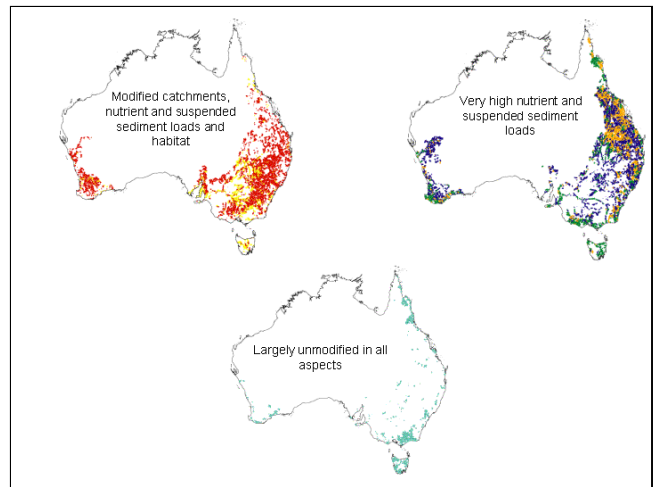 Modified catchments,
nutrient and suspended
sediment loads and
habitat
Very high nutrient and
suspended sediment
loads
Largely unmodified in all
aspects